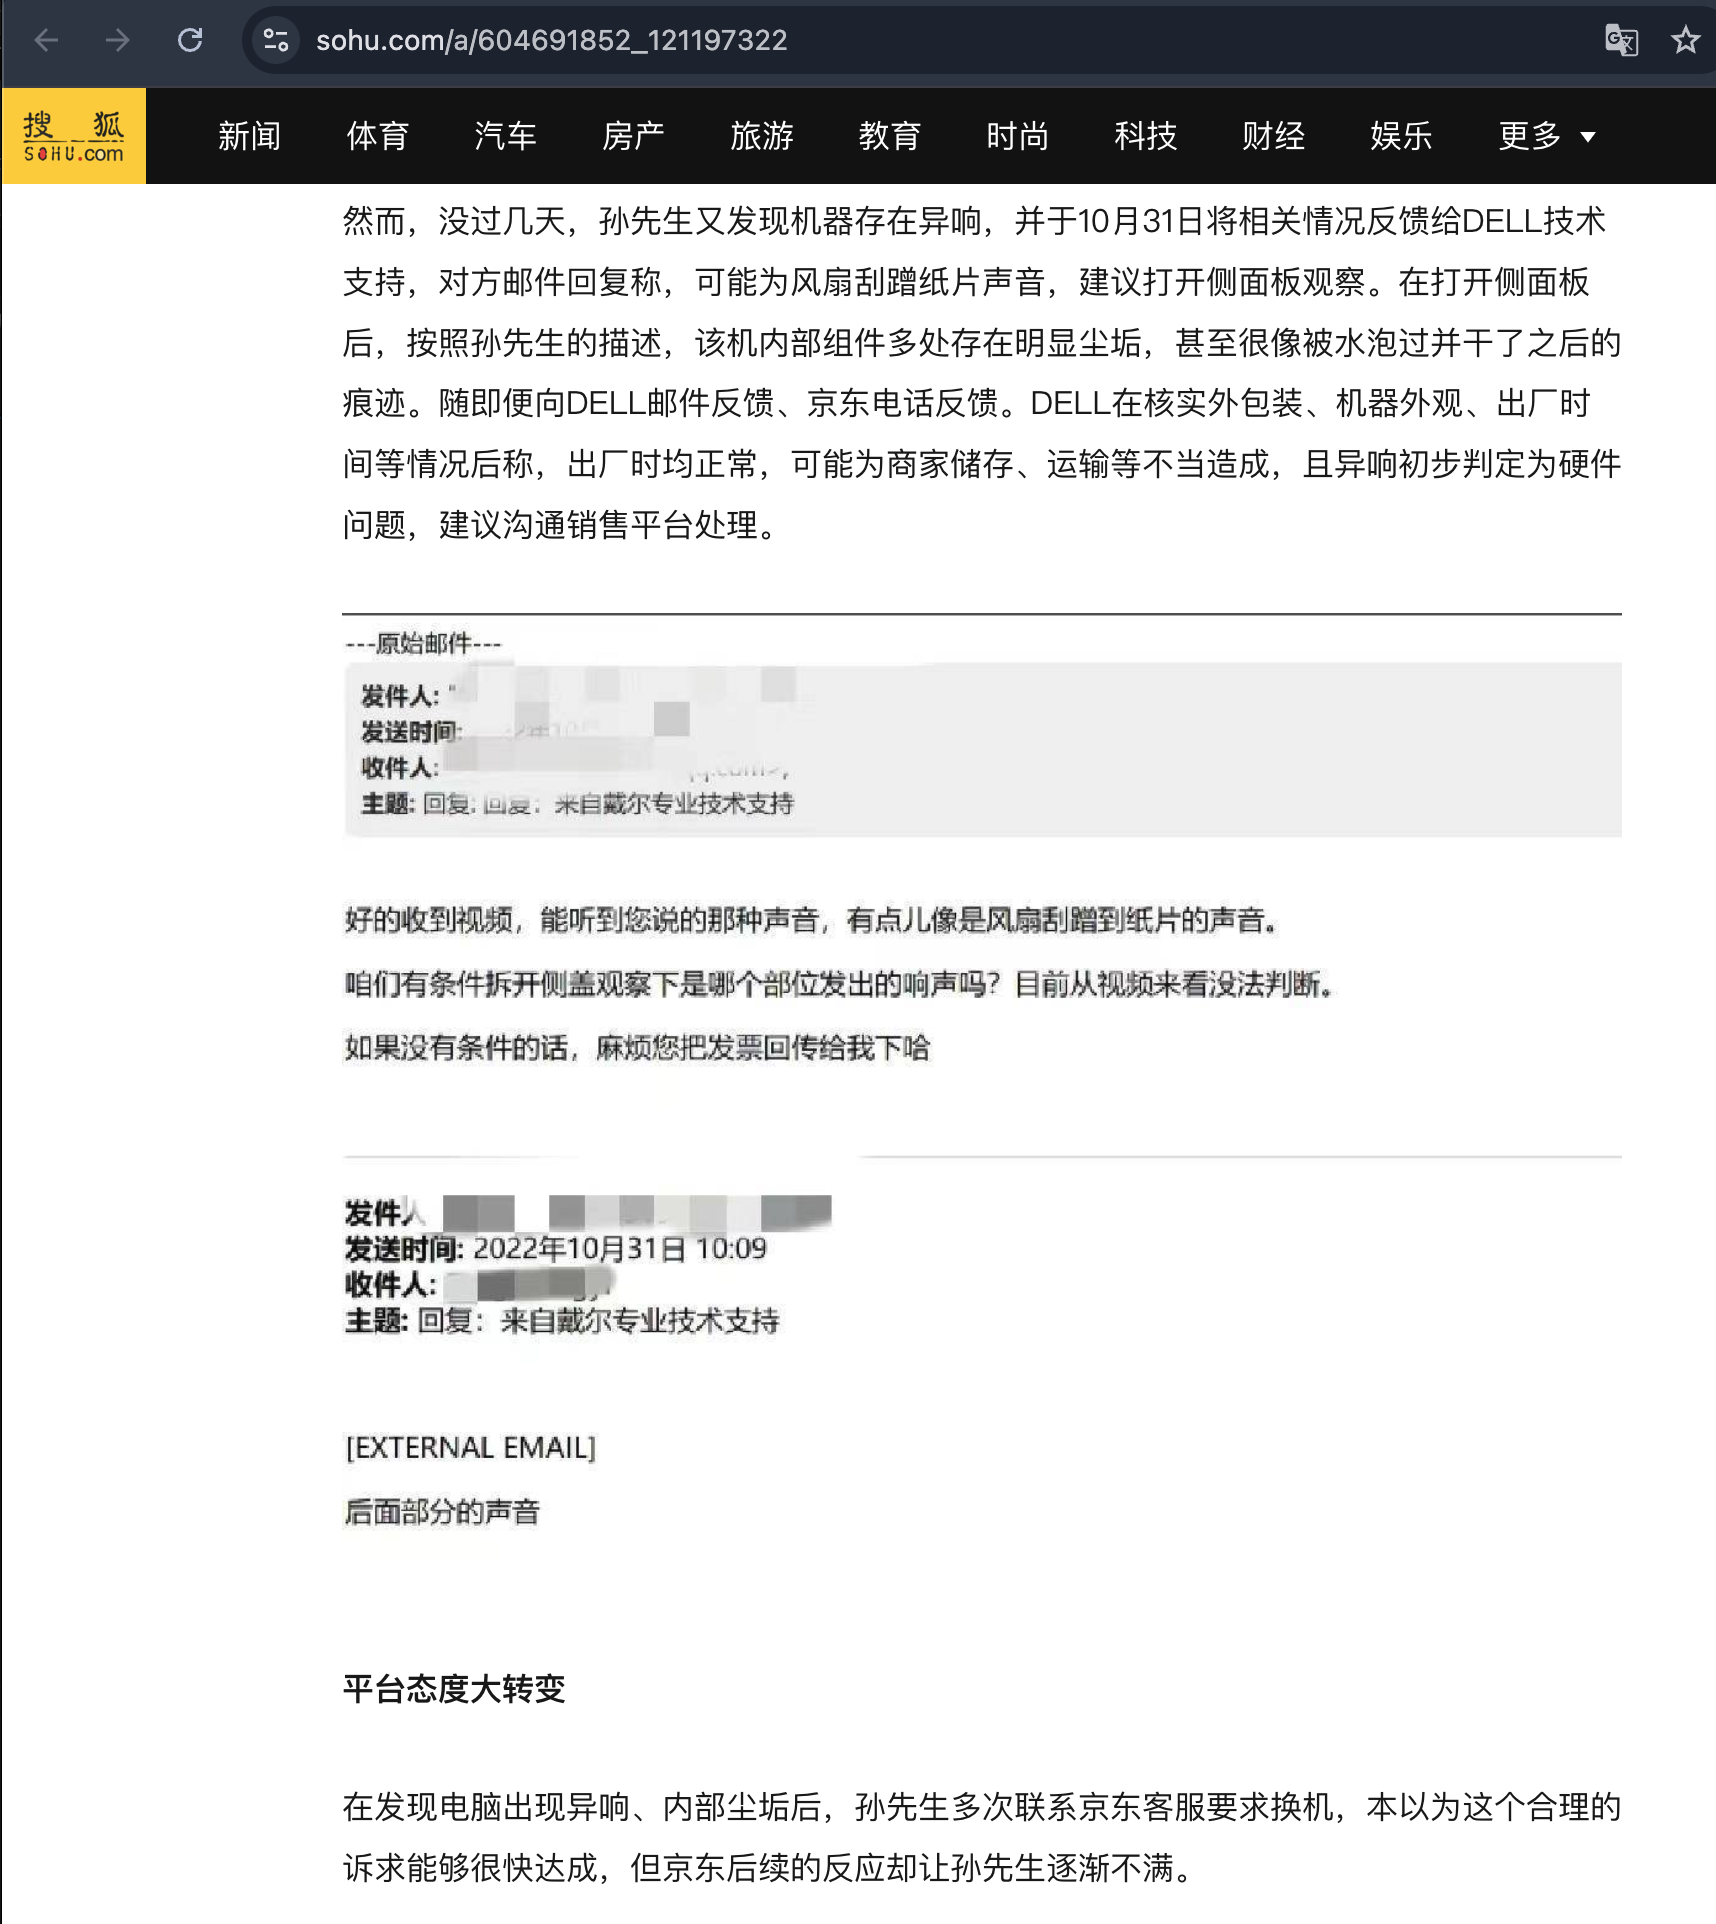 sohu.com/a/604691852_121197322
搜狐
SOHU.com
新闻 体育 汽车 房产 旅游 教育 时尚 科技 财经 娱乐 更多
然而，没过几天，孙先生又发现机器存在异响，并于10月31日将相关情况反馈给DELL技术
支持，对方邮件回复称，可能为风扇刮蹭纸片声音，建议打开侧面板观察。在打开侧面板
后，按照孙先生的描述，该机内部组件多处存在明显尘垢，甚至很像被水泡过并干了之后的
痕迹。随即便向DELL邮件反馈、京东电话反馈。DELL在核实外包装、机器外观、出厂时
间等情况后称，出厂时均正常，可能为商家储存、运输等不当造成，且异响初步判定为硬件
问题，建议沟通销售平台处理。
---原始邮件---
发件人: "
发送时间:
收件人:
主题: 回复: 回复：来自戴尔专业技术支持
好的收到视频，能听到您说的那种声音，有点儿像是风扇刮蹭到纸片的声音。
咱们有条件拆开侧盖观察下是哪个部位发出的响声吗？目前从视频来看没法判断。
如果没有条件的话，麻烦您把发票回传给我下哈
发件人
发送时间: 2022年10月31日 10:09
收件人:
主题: 回复：来自戴尔专业技术支持
[EXTERNAL EMAIL]
后面部分的声音
平台态度大转变
在发现电脑出现异响、内部尘垢后，孙先生多次联系京东客服要求换机，本以为这个合理的
诉求能够很快达成，但京东后续的反应却让孙先生逐渐不满。